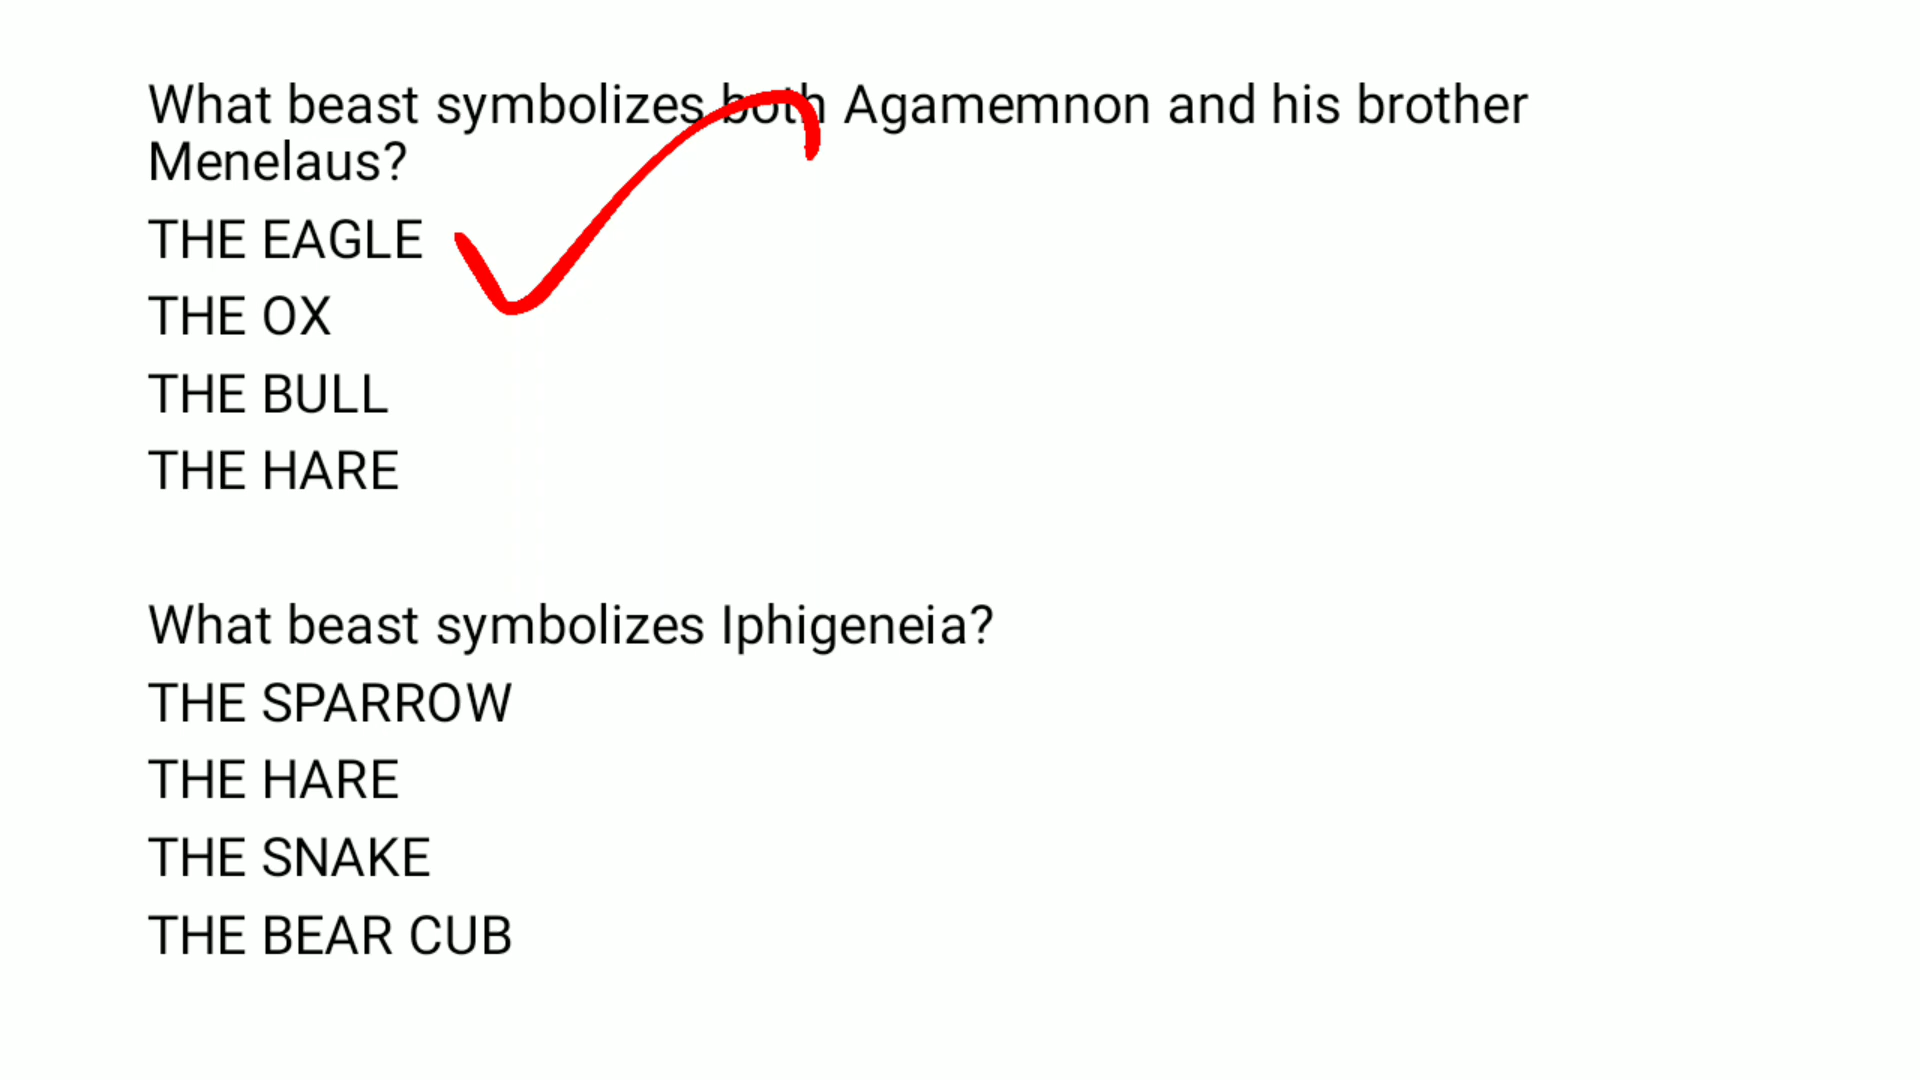 What beast symbolizes both Agamemnon and his brother
Menelaus?
THE EAGLE
THE OX
THE BULL
THE HARE
What beast symbolizes Iphigeneia?
THE SPARROW
THE HARE
THE SNAKE
THE BEAR CUB